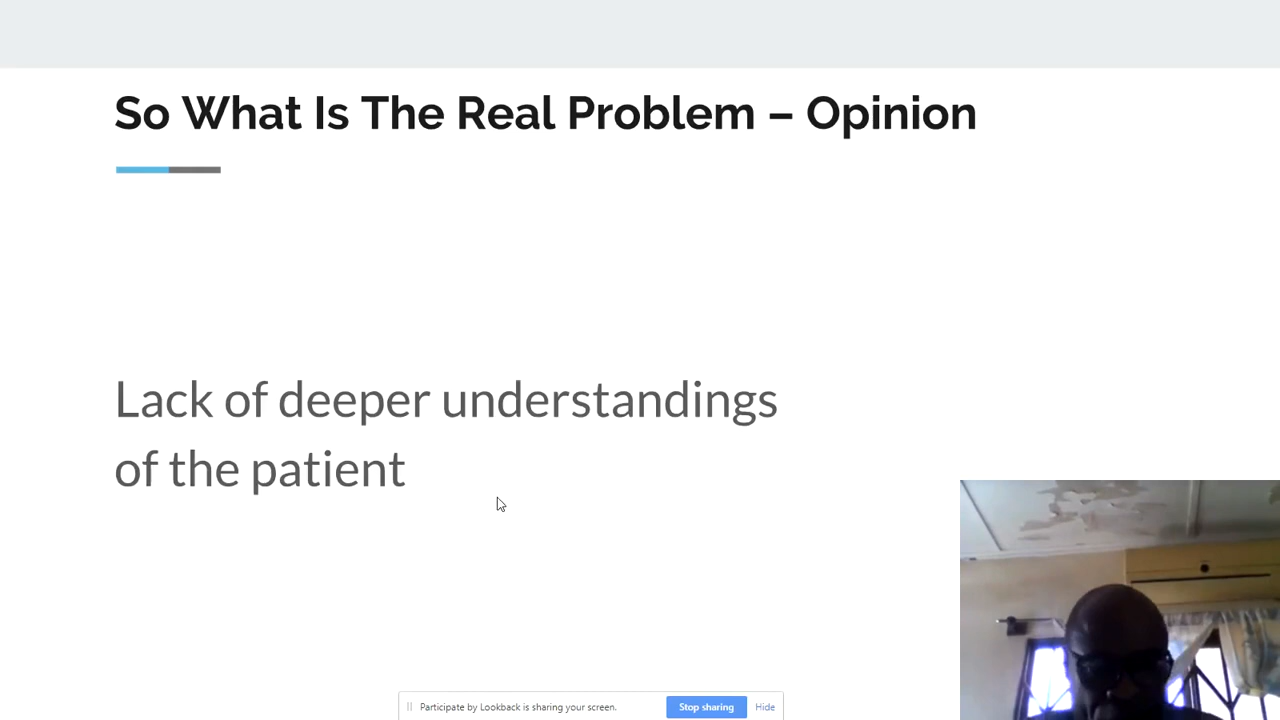 So What Is The Real Problem – Opinion
Lack of deeper understandings
of the patient
Participate by Lookback is sharing your screen.
Stop sharing
Hide